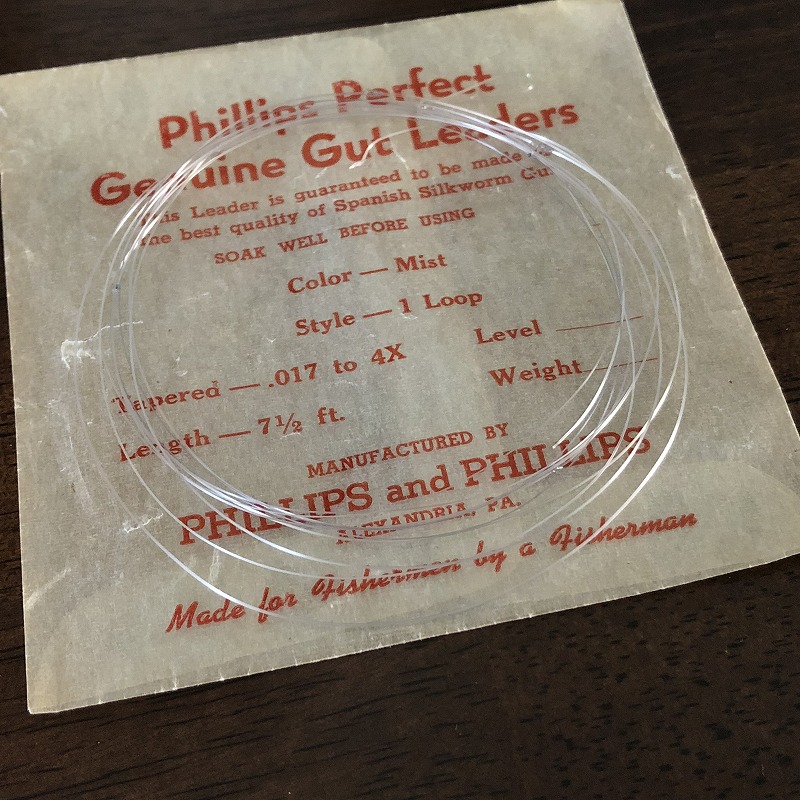 Phillips Perfect
Genuine Gut Leaders
This Leader is guaranteed to be made
the best quality of Spanish Silkworm Gut
SOAK WELL BEFORE USING
Color — Mist
Style — 1 Loop
Tapered — .017 to 4X
Level
Length — 7½ ft.
Weight
MANUFACTURED BY
PHILLIPS and PHILLIPS
ALEXANDRIA, PA.
Made for Fishermen by a Fisherman